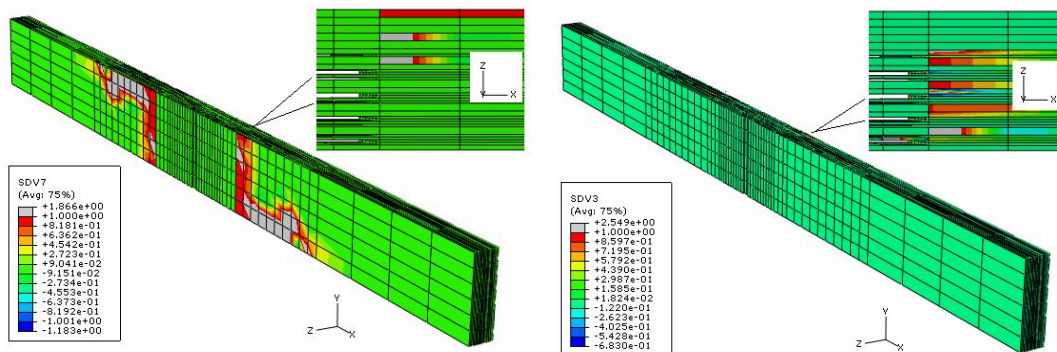 Z
X
SDV7
(Avg: 75%)
+1.866e+00
+1.000e+00
+8.181e-01
+6.362e-01
+4.542e-01
+2.723e-01
+9.041e-02
-9.151e-02
-2.734e-01
-4.553e-01
-6.373e-01
-8.192e-01
-1.001e+00
-1.183e+00
Y
Z
X
Z
X
SDV3
(Avg: 75%)
+2.549e+00
+1.000e+00
+8.597e-01
+7.195e-01
+5.792e-01
+4.390e-01
+2.987e-01
+1.585e-01
+1.824e-02
-1.220e-01
-2.623e-01
-4.025e-01
-5.428e-01
-6.830e-01
Y
Z
X